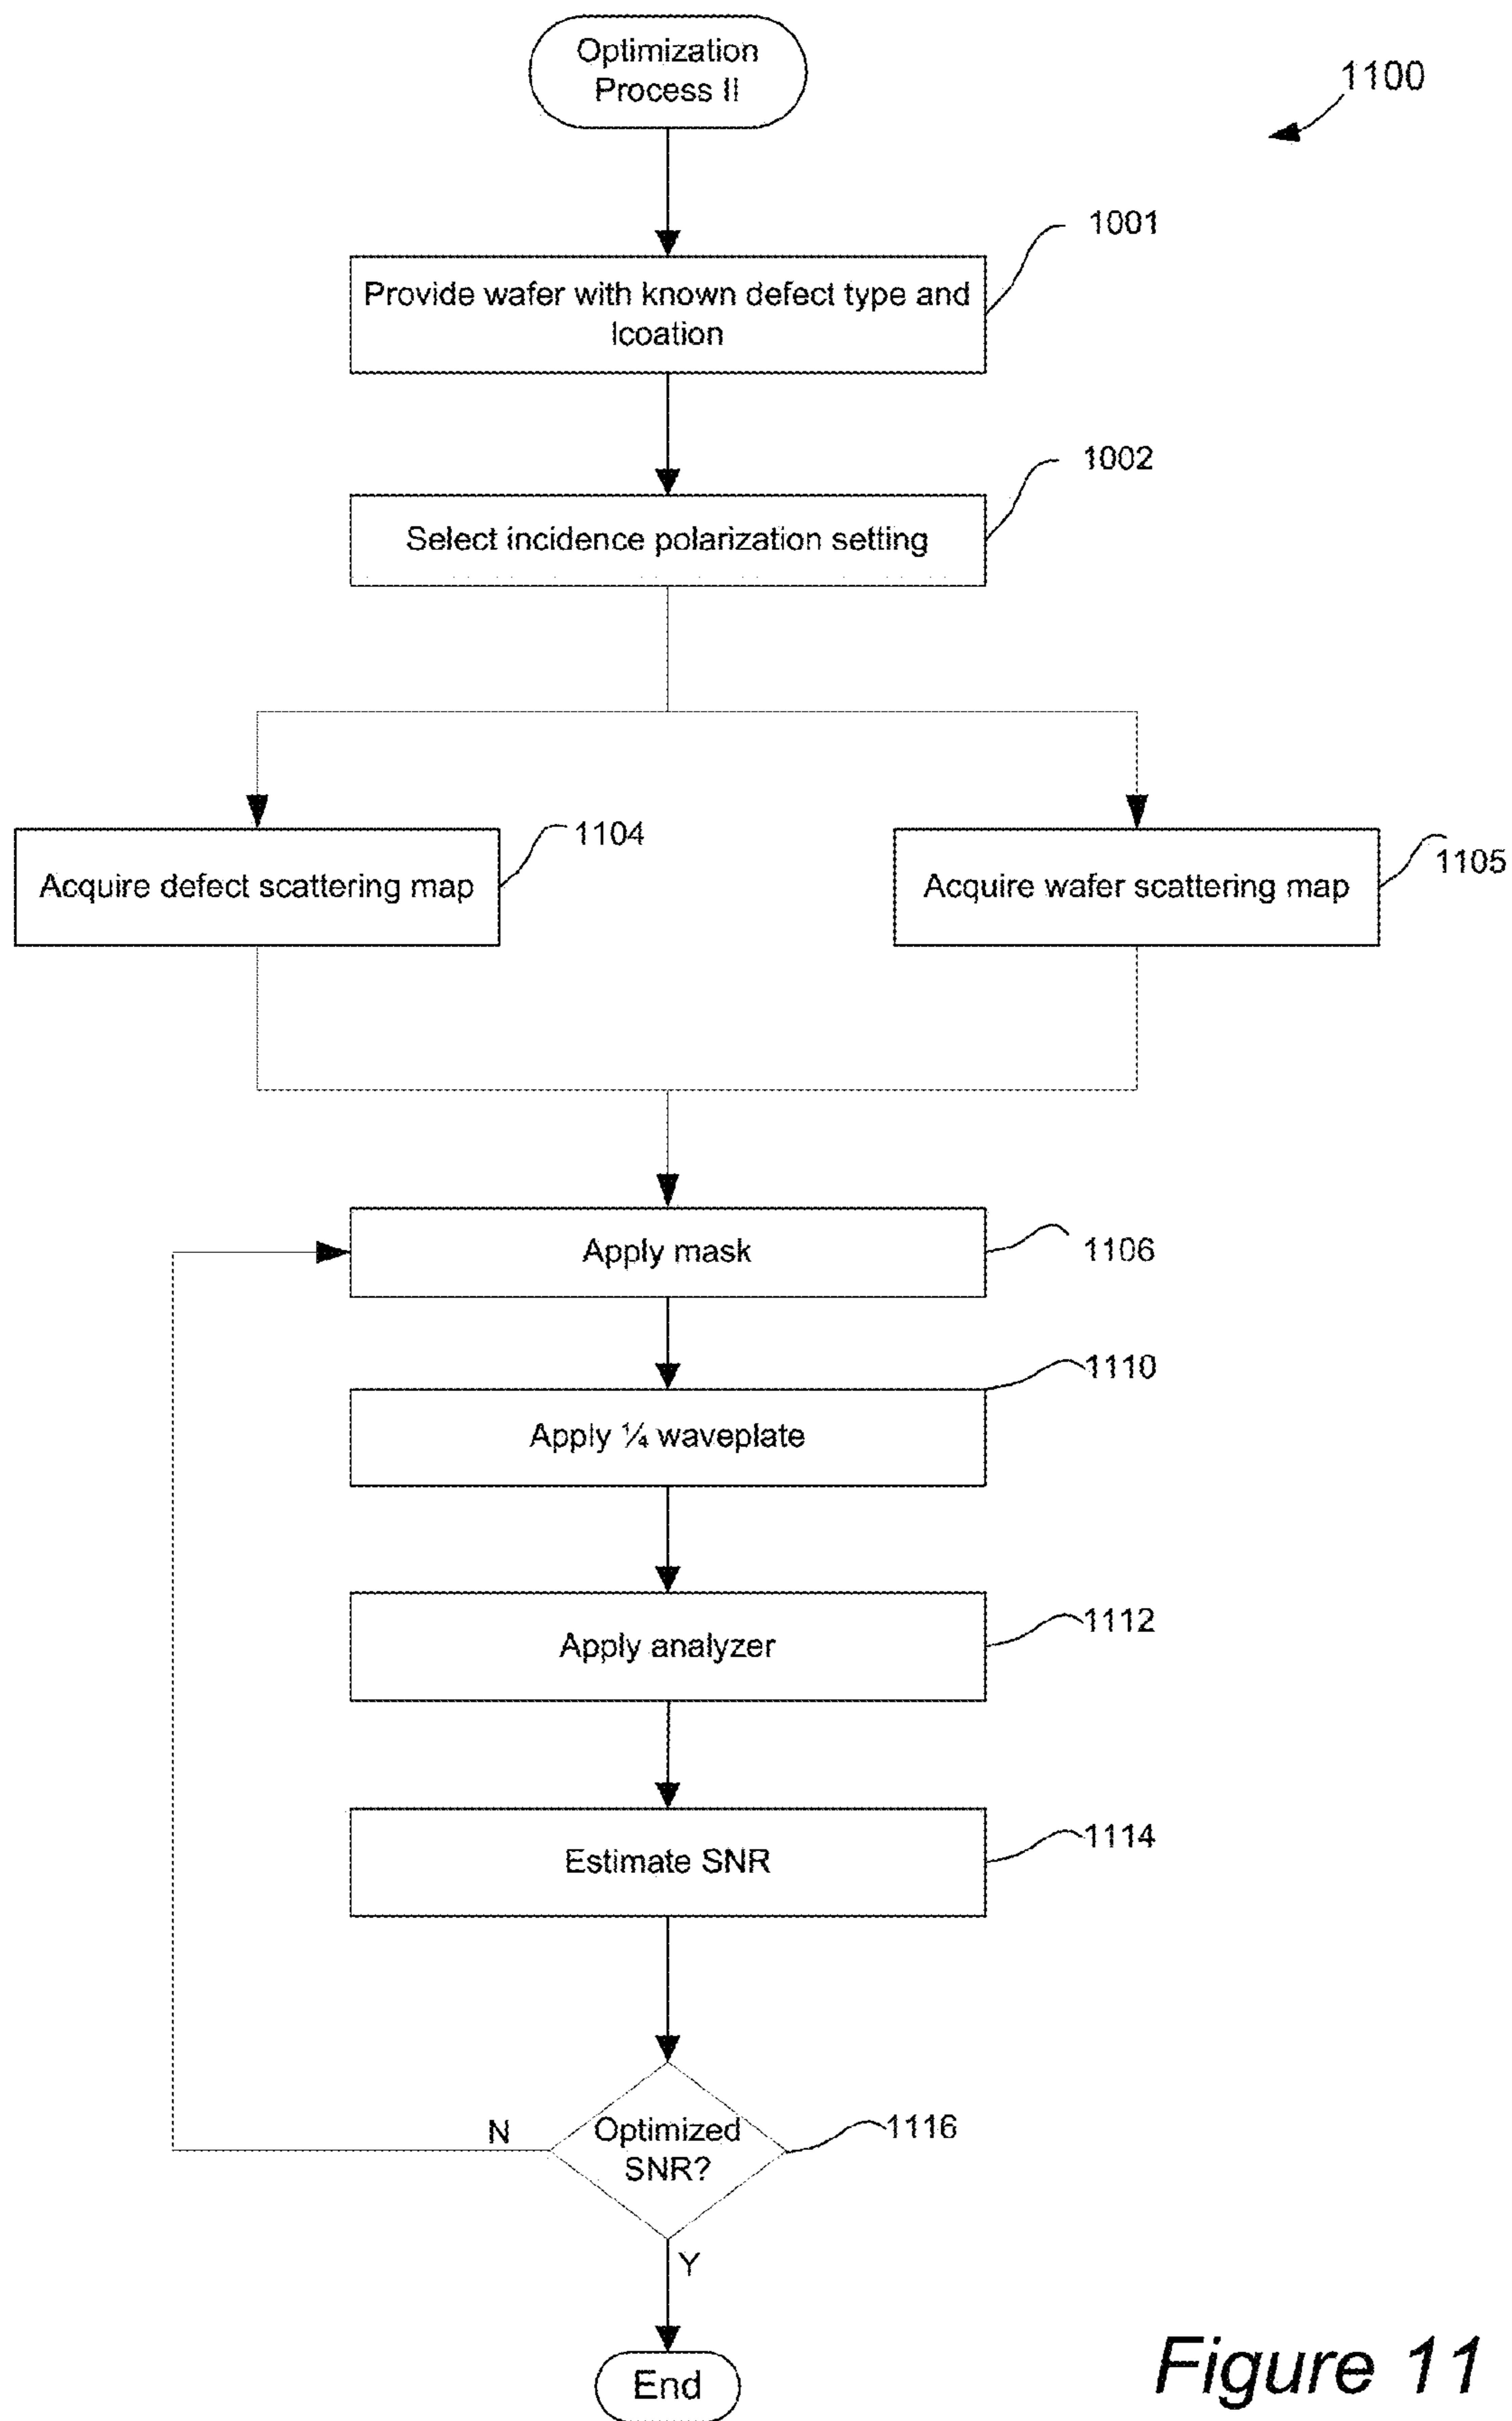 Optimization
Process II
1100
1001
Provide wafer with known defect type and
lcoation
1002
Select incidence polarization setting
1104
Acquire defect scattering map
1105
Acquire wafer scattering map
Apply mask
1106
1110
Apply ¼ waveplate
1112
Apply analyzer
1114
Estimate SNR
1116
N
Optimized
SNR?
Y
End
Figure 11